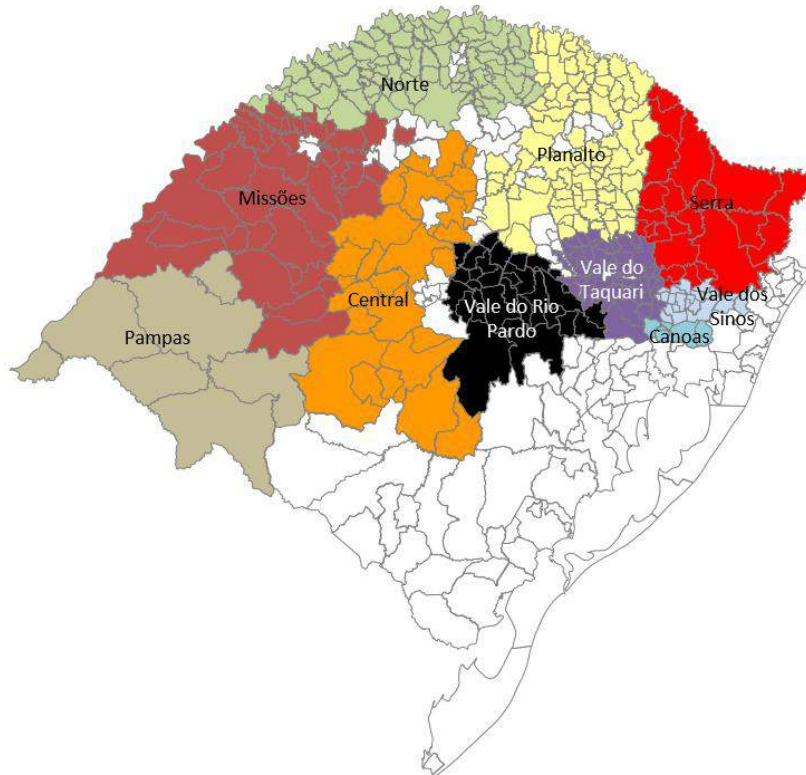 Norte
Planalto
Missões
Serra
Vale do
Taquari
Central
Vale do Rio
Pardo
Vale dos
Sinos
Pampas
Canoas